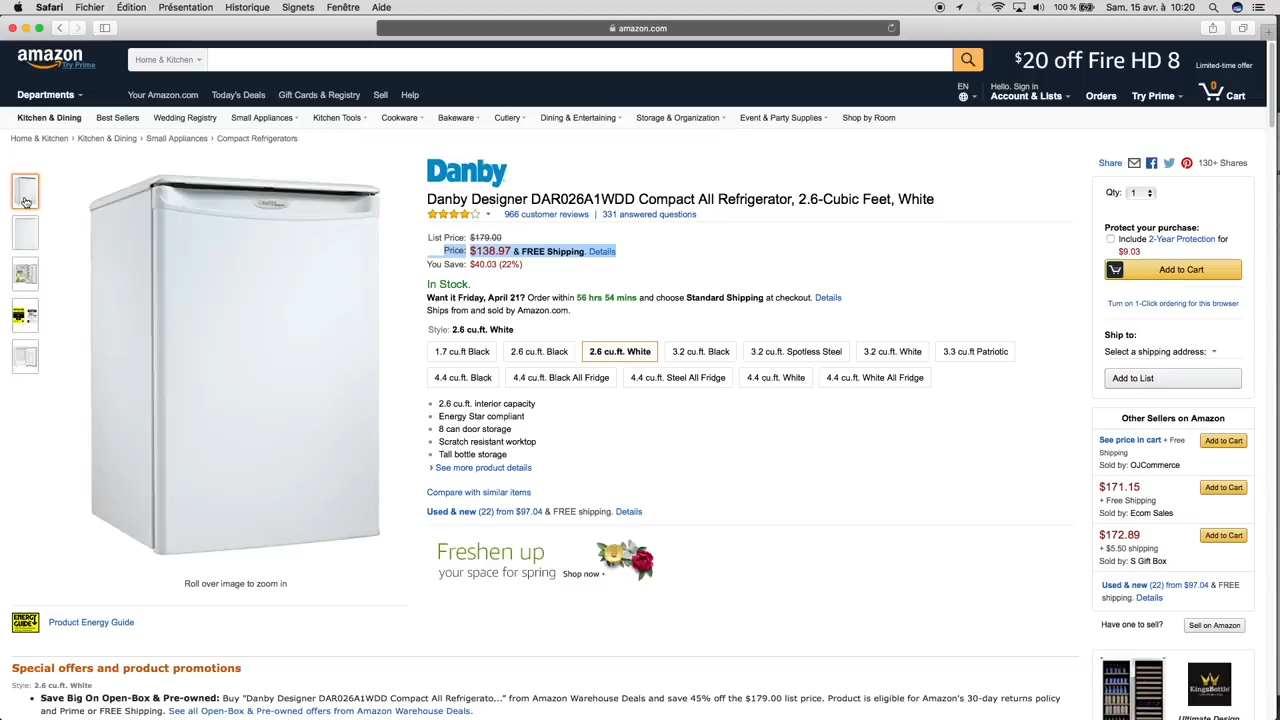 Safari Fichier Édition Présentation Historique Signets Fenêtre Aide 100 % Sam. 15 avr. à 10:20
amazon.com
amazon Try Prime
Home & Kitchen
$20 off Fire HD 8 Limited-time offer
Departments Your Amazon.com Today's Deals Gift Cards & Registry Sell Help
EN Hello. Sign in Account & Lists Orders Try Prime 0 Cart
Kitchen & Dining Best Sellers Wedding Registry Small Appliances Kitchen Tools Cookware Bakeware Cutlery Dining & Entertaining Storage & Organization Event & Party Supplies Shop by Room
Home & Kitchen › Kitchen & Dining › Small Appliances › Compact Refrigerators
Danby
Danby Designer DAR026A1WDD Compact All Refrigerator, 2.6-Cubic Feet, White
966 customer reviews | 331 answered questions
List Price: $179.00
Price: $138.97 & FREE Shipping. Details
You Save: $40.03 (22%)
In Stock.
Want it Friday, April 21? Order within 56 hrs 54 mins and choose Standard Shipping at checkout. Details
Ships from and sold by Amazon.com.
Style: 2.6 cu.ft. White
1.7 cu.ft Black 2.6 cu.ft. Black 2.6 cu.ft. White 3.2 cu.ft. Black 3.2 cu.ft. Spotless Steel 3.2 cu.ft. White 3.3 cu.ft Patriotic
4.4 cu.ft. Black 4.4 cu.ft. Black All Fridge 4.4 cu.ft. Steel All Fridge 4.4 cu.ft. White 4.4 cu.ft. White All Fridge
2.6 cu.ft. interior capacity
Energy Star compliant
8 can door storage
Scratch resistant worktop
Tall bottle storage
› See more product details
Compare with similar items
Used & new (22) from $97.04 & FREE shipping. Details
Freshen up
your space for spring Shop now ›
Roll over image to zoom in
ENERGY GUIDE Product Energy Guide
Share 130+ Shares
Qty: 1
Protect your purchase:
Include 2-Year Protection for
$9.03
Add to Cart
Turn on 1-Click ordering for this browser
Ship to:
Select a shipping address:
Add to List
Other Sellers on Amazon
See price in cart + Free
Shipping
Add to Cart
Sold by: OJCommerce
$171.15 Add to Cart
+ Free Shipping
Sold by: Ecom Sales
$172.89 Add to Cart
+ $5.50 shipping
Sold by: S Gift Box
Used & new (22) from $97.04 & FREE
shipping. Details
Have one to sell? Sell on Amazon
KingsBottle
Ultimate Design
Special offers and product promotions
Style: 2.6 cu.ft. White
Save Big On Open-Box & Pre-owned: Buy "Danby Designer DAR026A1WDD Compact All Refrigerato..." from Amazon Warehouse Deals and save 45% off the $179.00 list price. Product is eligible for Amazon's 30-day returns policy
and Prime or FREE Shipping. See all Open-Box & Pre-owned offers from Amazon Warehouse Deals.